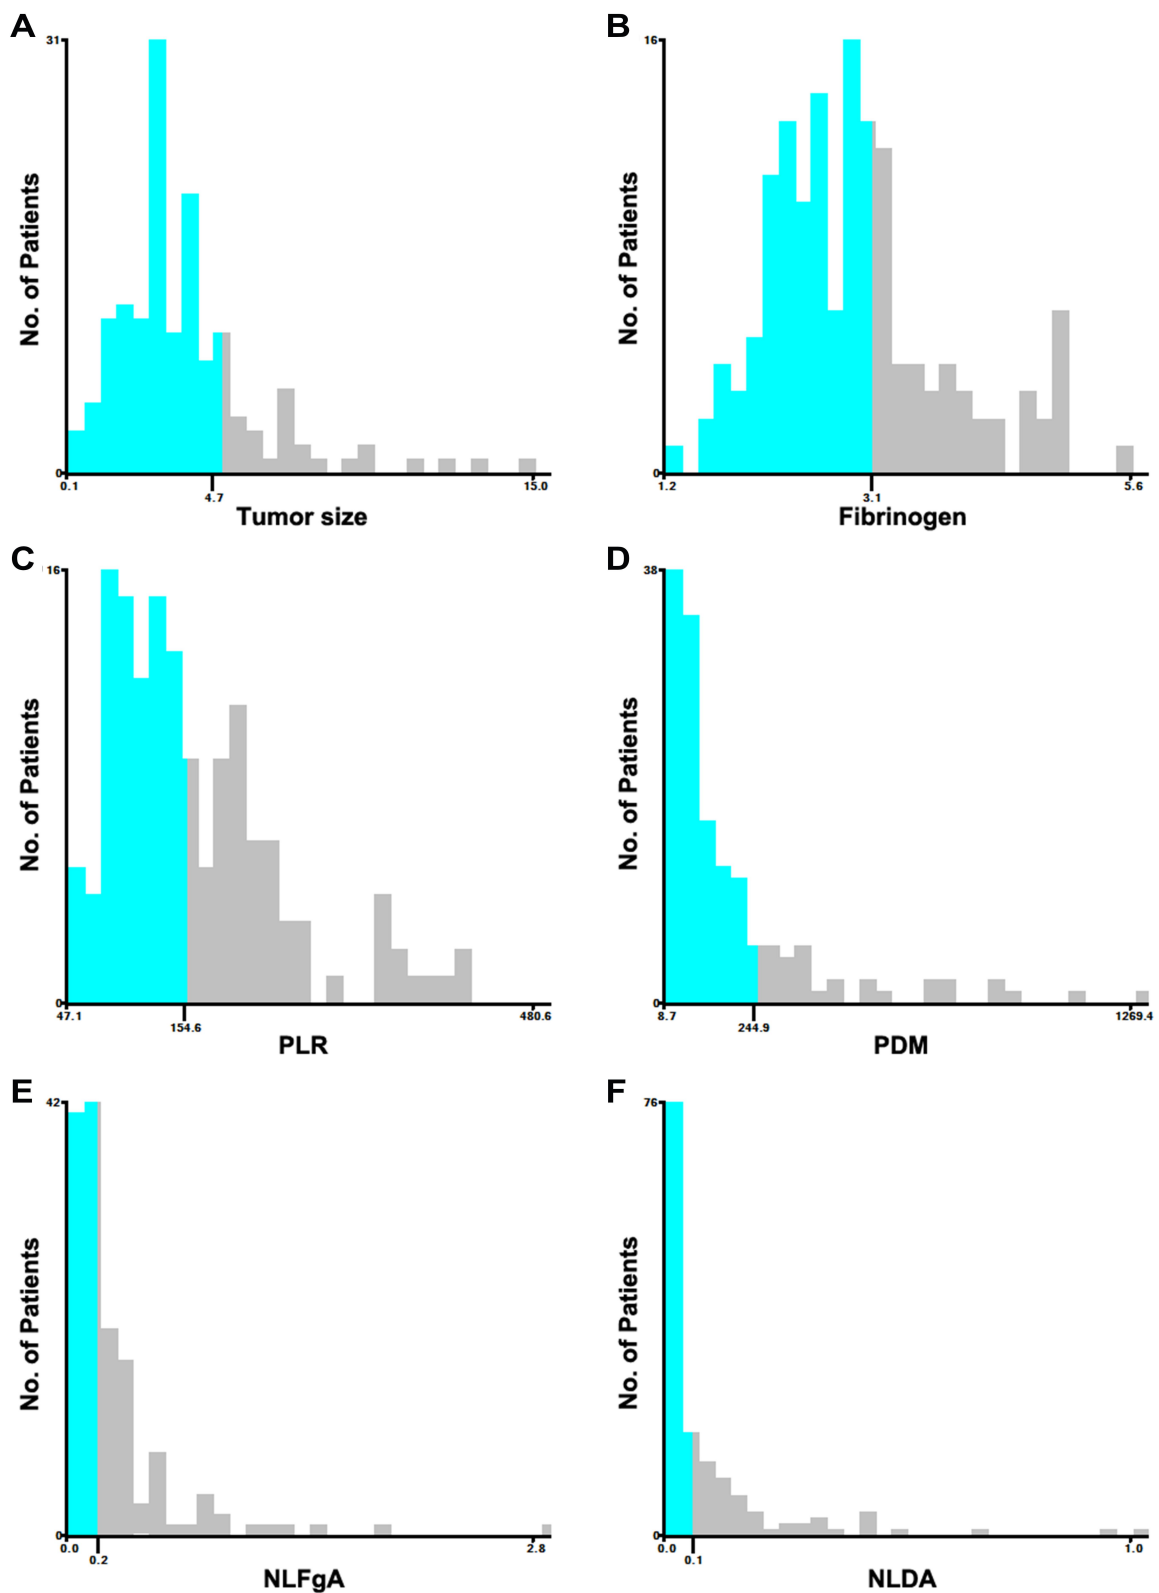 A
31
No. of Patients
0
0.1
4.7
15.0
Tumor size
B
16
No. of Patients
0
1.2
3.1
5.6
Fibrinogen
C
16
No. of Patients
0
47.1
154.6
480.6
PLR
D
38
No. of Patients
0
8.7
244.9
1269.4
PDM
E
42
No. of Patients
0
0.0
0.2
2.8
NLFgA
F
76
No. of Patients
0
0.0
0.1
1.0
NLDA